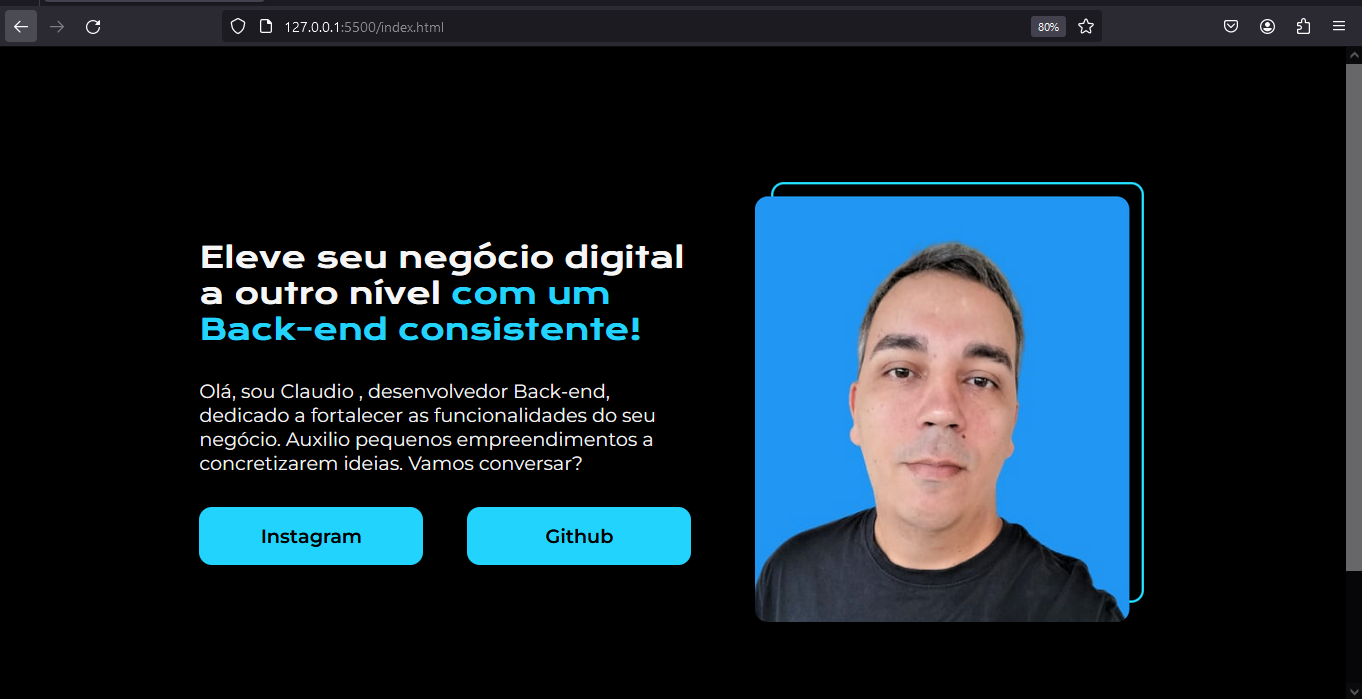 127.0.0.1:5500/index.html
80%
Eleve seu negócio digital
a outro nível com um
Back-end consistente!
Olá, sou Claudio , desenvolvedor Back-end,
dedicado a fortalecer as funcionalidades do seu
negócio. Auxilio pequenos empreendimentos a
concretizarem ideias. Vamos conversar?
Instagram
Github